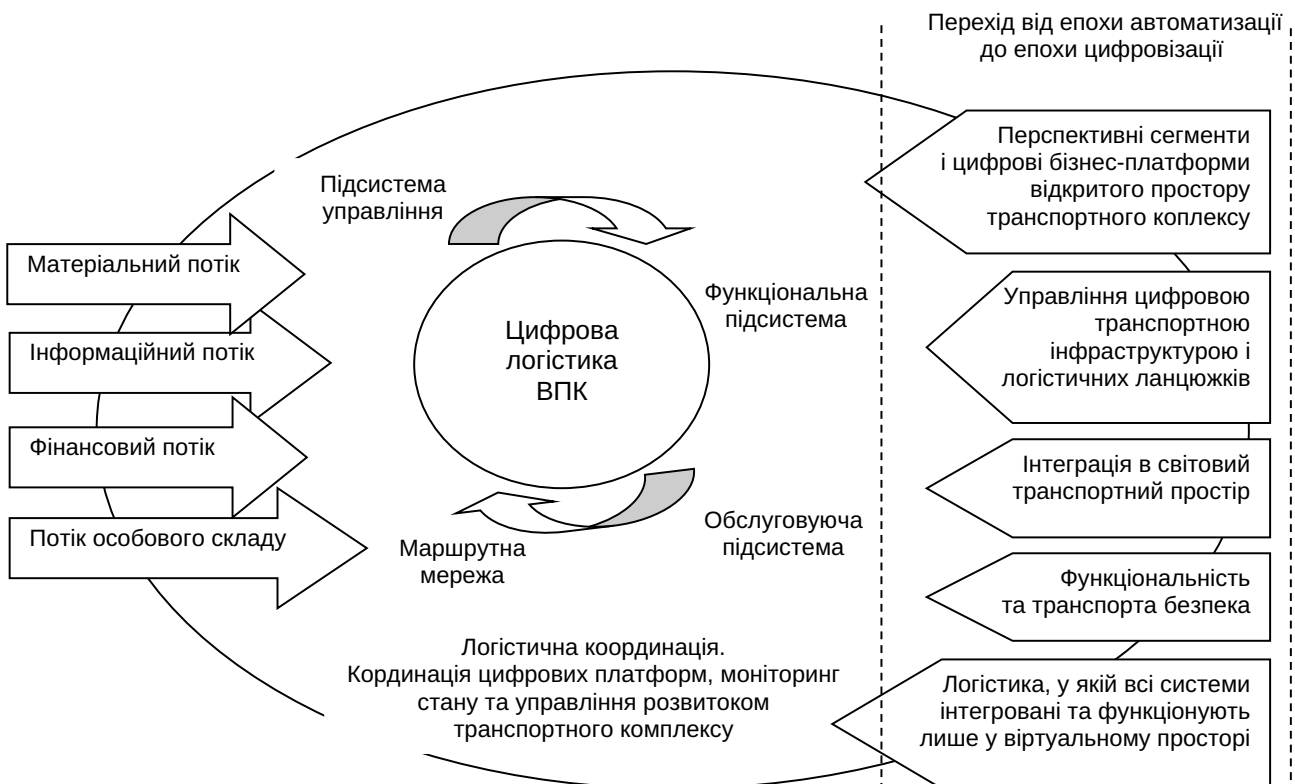 Перехід від епохи автоматизації
до епохи цифровізації
Підсистема
управління
Матеріальний потік
Інформаційний потік
Фінансовий потік
Потік особового складу
Цифрова
логістика
ВПК
Функціональна
підсистема
Обслуговуюча
підсистема
Маршрутна
мережа
Логістична координація.
Кординація цифрових платформ, моніторинг
стану та управління розвитоком
транспортного комплексу
Перспективні сегменти
і цифрові бізнес-платформи
відкритого простору
транспортного коплексу
Управління цифровою
транспортною
інфраструктурою і
логістичних ланцюжків
Інтеграція в світовий
транспортний простір
Функціональність
та транспорта безпека
Логістика, у якій всі системи
інтегровані та функціонують
лише у віртуальному просторі